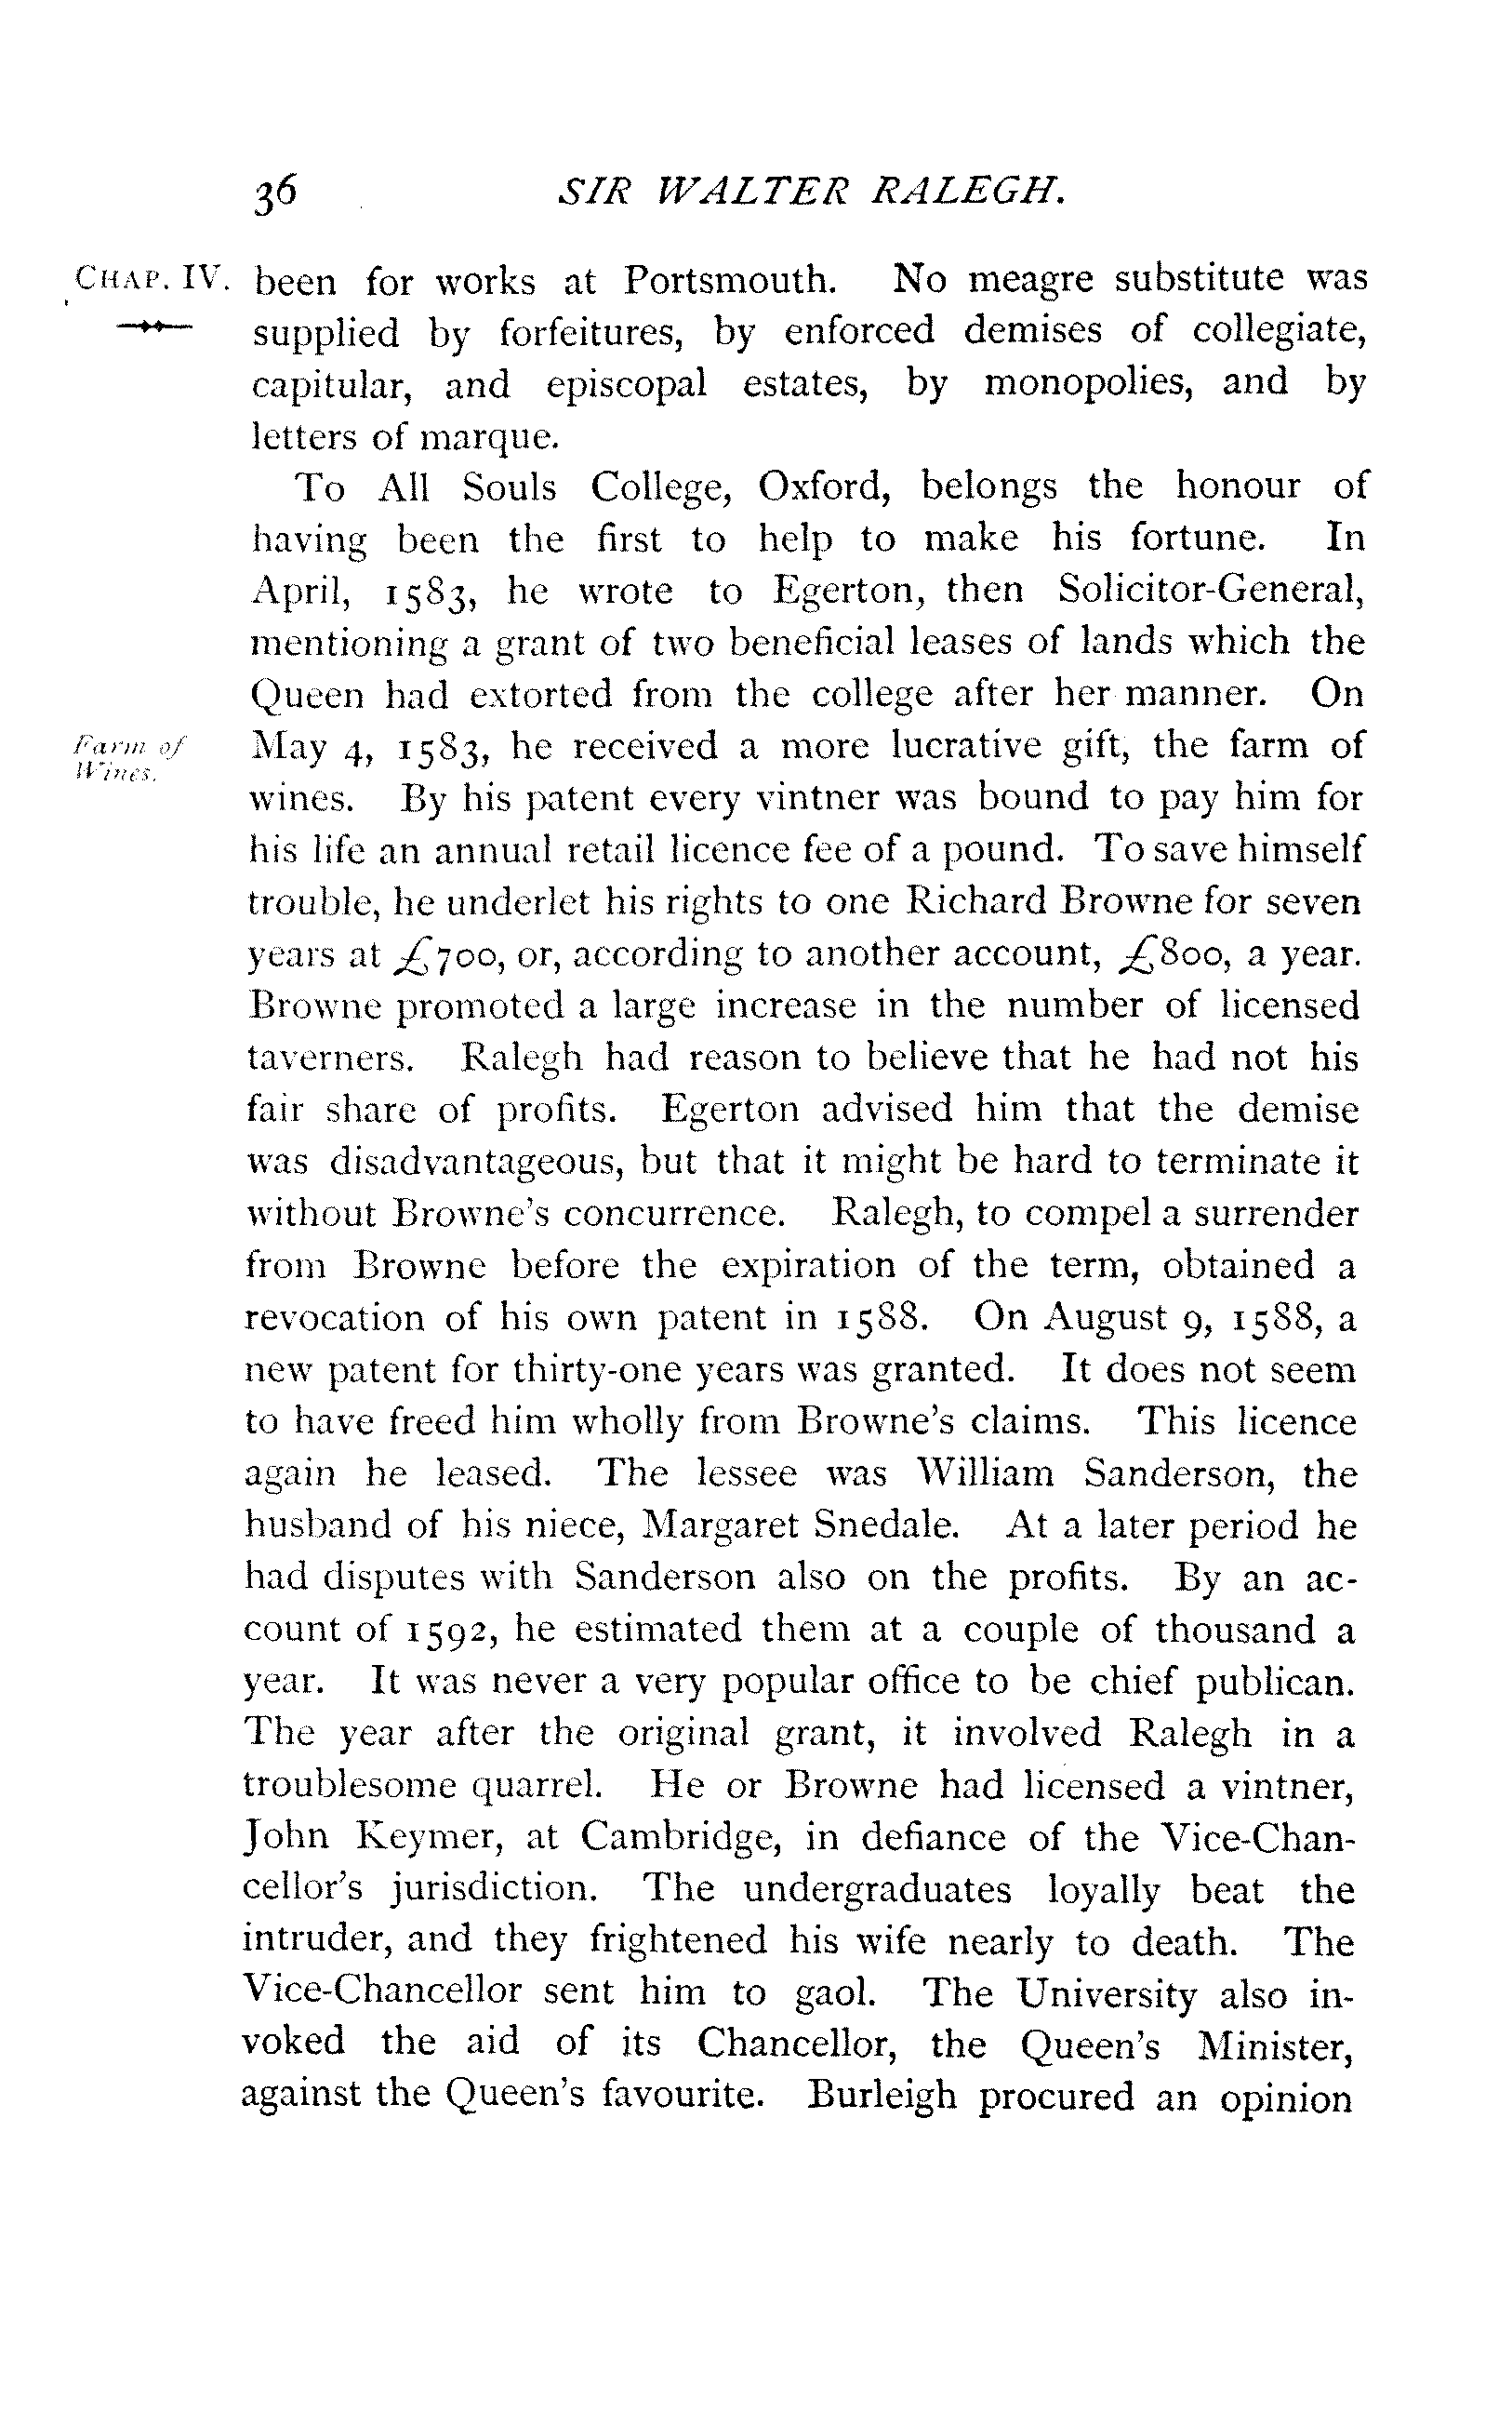 36 SIR WALTER RALEGH.
CHAP. IV. been for works at Portsmouth. No meagre substitute was
supplied by forfeitures, by enforced demises of collegiate,
capitular, and episcopal estates, by monopolies, and by
letters of marque.
To All Souls College, Oxford, belongs the honour of
having been the first to help to make his fortune. In
April, 1583, he wrote to Egerton, then Solicitor-General,
mentioning a grant of two beneficial leases of lands which the
Queen had extorted from the college after her manner. On
Farm of
Wines.
May 4, 1583, he received a more lucrative gift, the farm of
wines. By his patent every vintner was bound to pay him for
his life an annual retail licence fee of a pound. To save himself
trouble, he underlet his rights to one Richard Browne for seven
years at £700, or, according to another account, £800, a year.
Browne promoted a large increase in the number of licensed
taverners. Ralegh had reason to believe that he had not his
fair share of profits. Egerton advised him that the demise
was disadvantageous, but that it might be hard to terminate it
without Browne's concurrence. Ralegh, to compel a surrender
from Browne before the expiration of the term, obtained a
revocation of his own patent in 1588. On August 9, 1588, a
new patent for thirty-one years was granted. It does not seem
to have freed him wholly from Browne's claims. This licence
again he leased. The lessee was William Sanderson, the
husband of his niece, Margaret Snedale. At a later period he
had disputes with Sanderson also on the profits. By an ac-
count of 1592, he estimated them at a couple of thousand a
year. It was never a very popular office to be chief publican.
The year after the original grant, it involved Ralegh in a
troublesome quarrel. He or Browne had licensed a vintner,
John Keymer, at Cambridge, in defiance of the Vice-Chan-
cellor's jurisdiction. The undergraduates loyally beat the
intruder, and they frightened his wife nearly to death. The
Vice-Chancellor sent him to gaol. The University also in-
voked the aid of its Chancellor, the Queen's Minister,
against the Queen's favourite. Burleigh procured an opinion